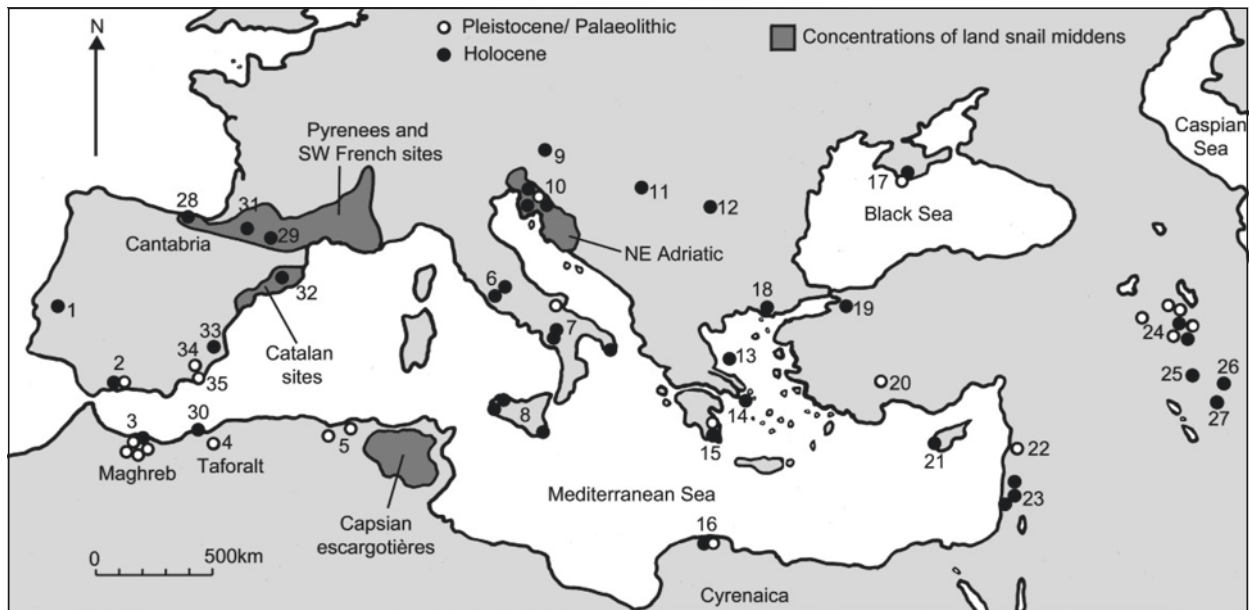 N
Pleistocene/ Palaeolithic
Holocene
Concentrations of land snail middens
Caspian
Sea
Pyrenees and
SW French sites
9
10
11
12
17
Black Sea
28
31
29
Cantabria
NE Adriatic
32
6
18
19
1
7
24
33
Catalan
sites
34
35
13
2
20
25
26
27
3
30
8
14
4
5
15
21
22
Maghreb
Taforalt
Mediterranean Sea
23
Capsian
escargotières
16
0
500km
Cyrenaica